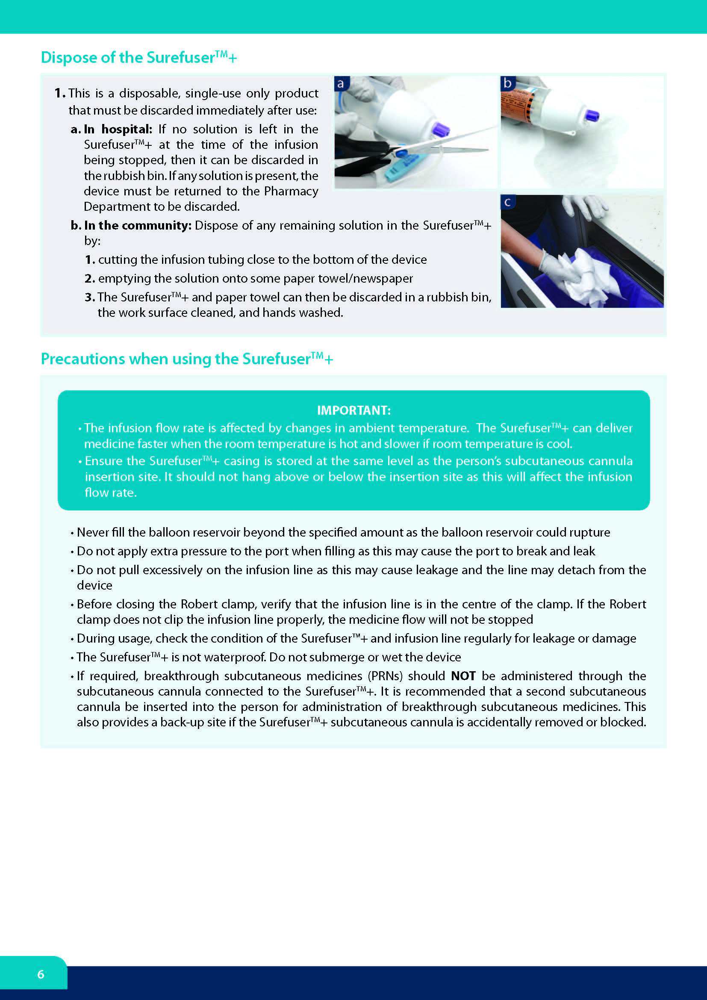 Dispose of the Surefuser™+
1. This is a disposable, single-use only product
that must be discarded immediately after use:
a. In hospital: If no solution is left in the
Surefuser™+ at the time of the infusion
being stopped, then it can be discarded in
the rubbish bin. If any solution is present, the
device must be returned to the Pharmacy
Department to be discarded.
b. In the community: Dispose of any remaining solution in the Surefuser™+
by:
1. cutting the infusion tubing close to the bottom of the device
2. emptying the solution onto some paper towel/newspaper
3. The Surefuser™+ and paper towel can then be discarded in a rubbish bin,
the work surface cleaned, and hands washed.
a
b
c
Precautions when using the Surefuser™+
IMPORTANT:
• The infusion flow rate is affected by changes in ambient temperature. The Surefuser™+ can deliver
medicine faster when the room temperature is hot and slower if room temperature is cool.
• Ensure the Surefuser™+ casing is stored at the same level as the person's subcutaneous cannula
insertion site. It should not hang above or below the insertion site as this will affect the infusion
flow rate.
• Never fill the balloon reservoir beyond the specified amount as the balloon reservoir could rupture
• Do not apply extra pressure to the port when filling as this may cause the port to break and leak
• Do not pull excessively on the infusion line as this may cause leakage and the line may detach from the
device
• Before closing the Robert clamp, verify that the infusion line is in the centre of the clamp. If the Robert
clamp does not clip the infusion line properly, the medicine flow will not be stopped
• During usage, check the condition of the Surefuser™+ and infusion line regularly for leakage or damage
• The Surefuser™+ is not waterproof. Do not submerge or wet the device
• If required, breakthrough subcutaneous medicines (PRNs) should NOT be administered through the
subcutaneous cannula connected to the Surefuser™+. It is recommended that a second subcutaneous
cannula be inserted into the person for administration of breakthrough subcutaneous medicines. This
also provides a back-up site if the Surefuser™+ subcutaneous cannula is accidentally removed or blocked.
6